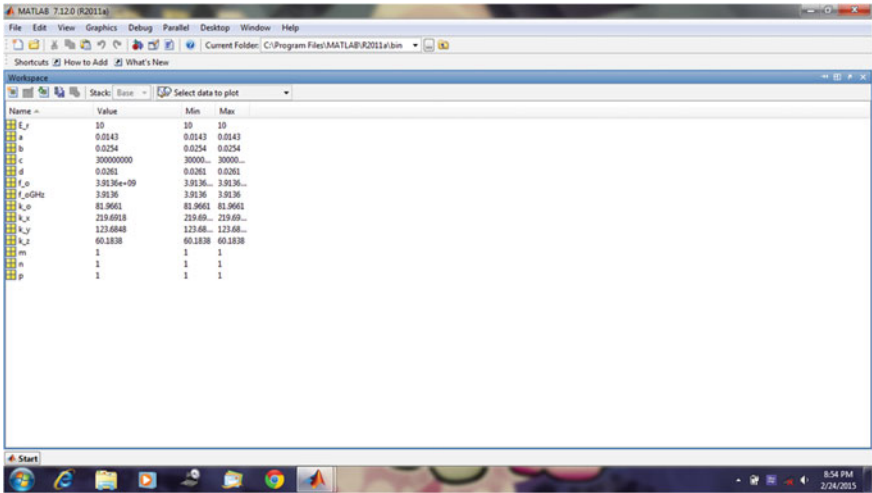 MATLAB 7.12.0 (R2011a)
File Edit View Graphics Debug Parallel Desktop Window Help
Current Folder: C:\Program Files\MATLAB\R2011a\bin
Shortcuts How to Add What's New
Workspace
Stack: Base Select data to plot
Name Value Min Max
E_r 10 10 10
a 0.0143 0.0143 0.0143
b 0.0254 0.0254 0.0254
c 300000000 30000... 30000...
d 0.0261 0.0261 0.0261
f_o 3.9136e+09 3.9136... 3.9136...
f_oGHz 3.9136 3.9136 3.9136
k_o 81.9661 81.9661 81.9661
k_x 219.6918 219.69... 219.69...
k_y 123.6848 123.68... 123.68...
k_z 60.1838 60.1838 60.1838
m 1 1 1
n 1 1 1
p 1 1 1
Start
8:54 PM
2/24/2015